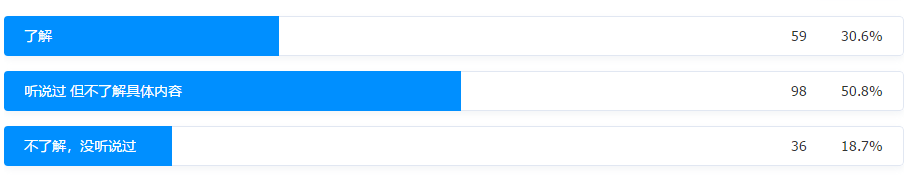 了解 59 30.6%
听说过 但不了解具体内容 98 50.8%
不了解，没听说过 36 18.7%